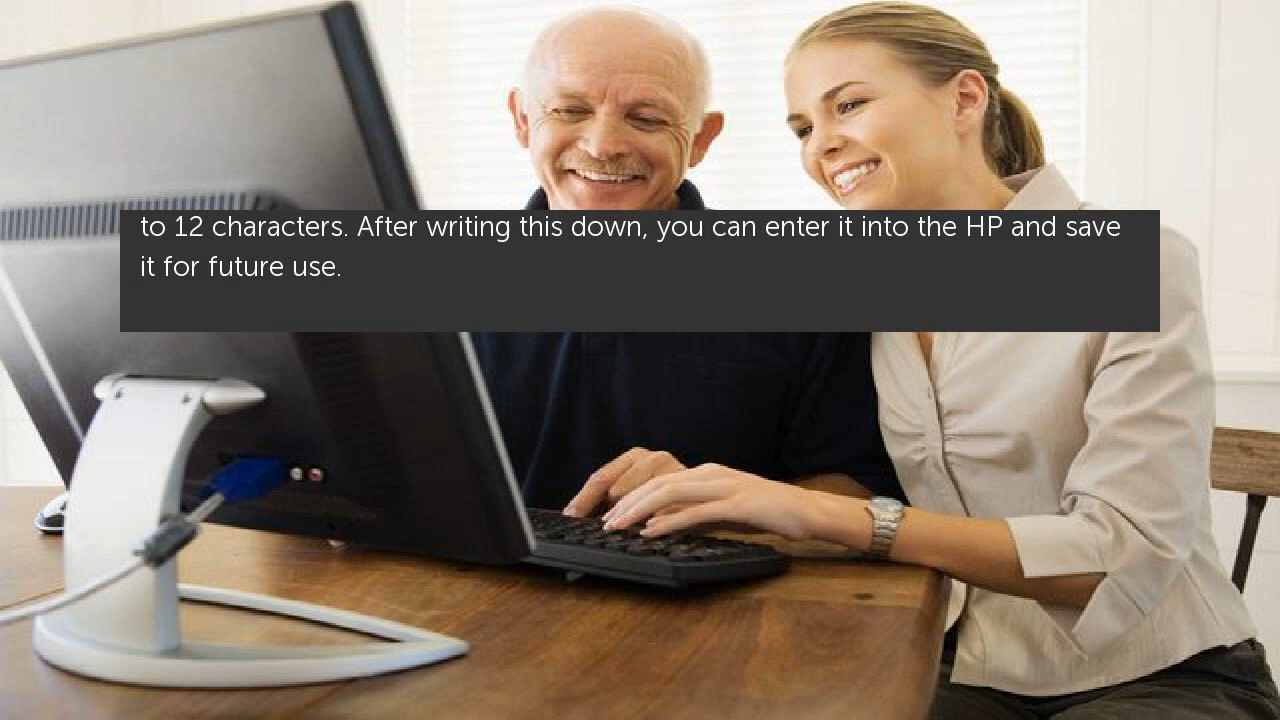 to 12 characters. After writing this down, you can enter it into the HP and save
it for future use.